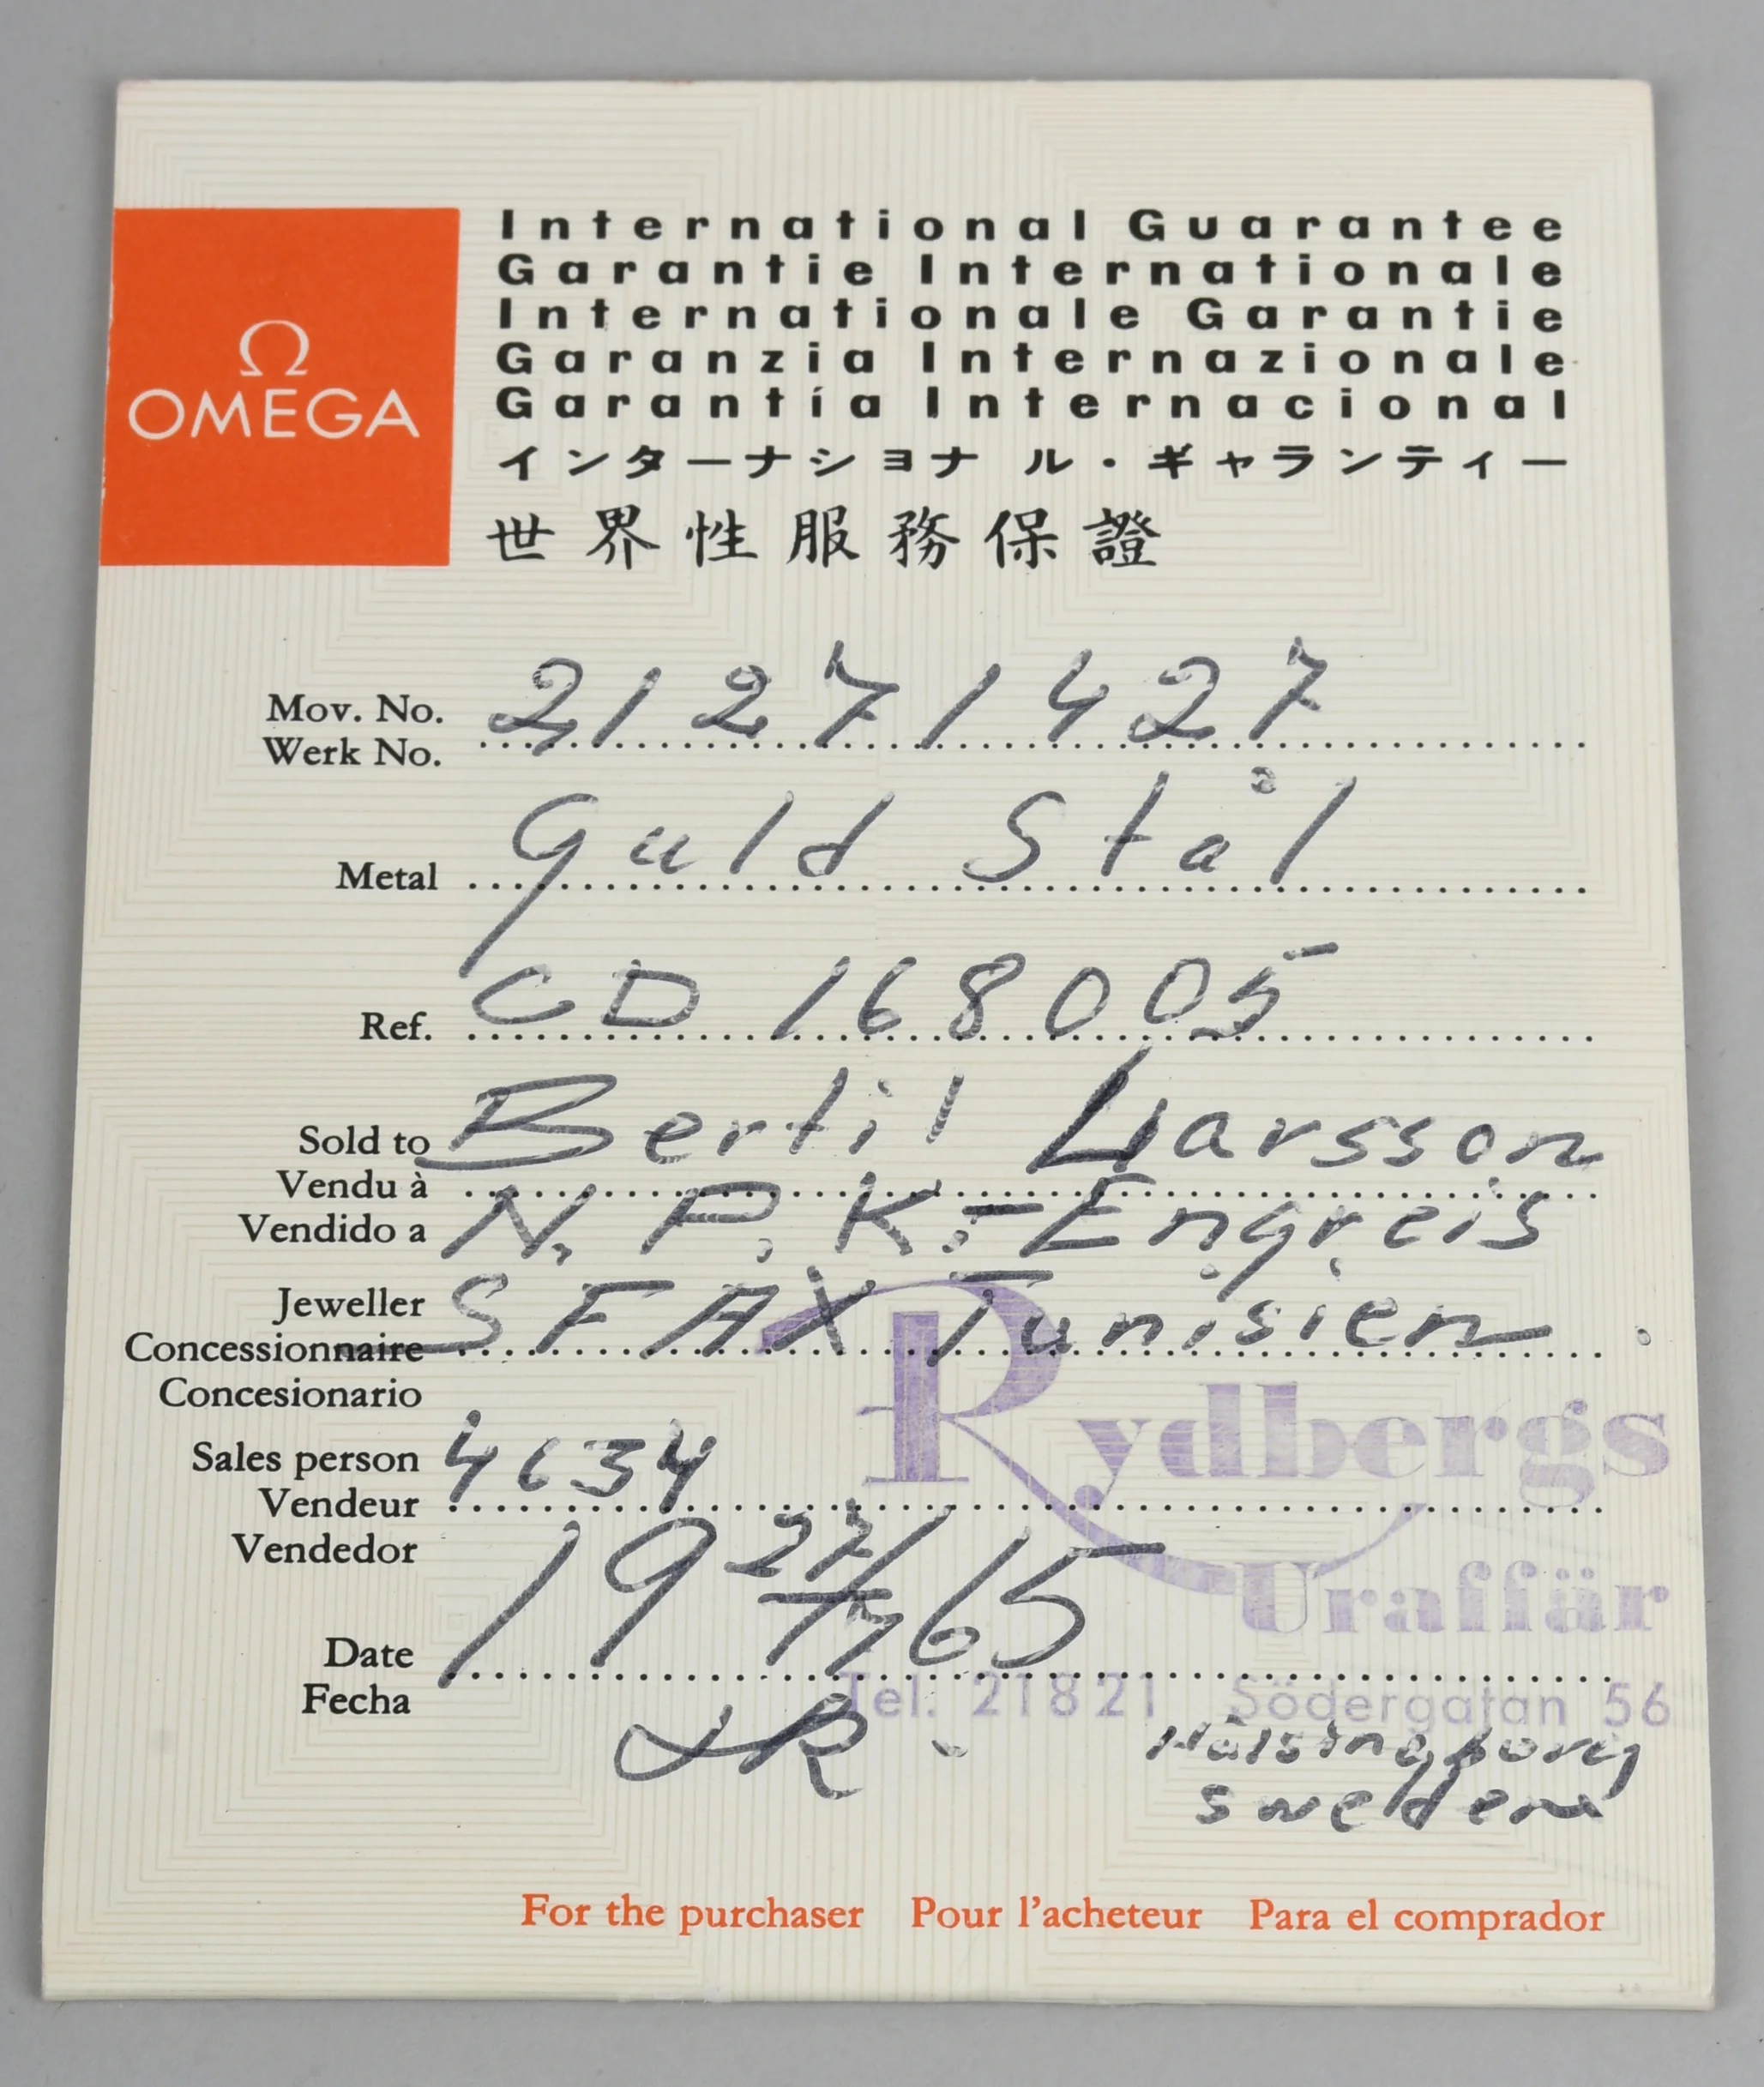 Ω
OMEGA
International Guarantee
Garantie Internationale
Internationale Garantie
Garanzia Internazionale
Garantía Internacional
インターナショナル・ギャランティー
世界性服務保證
Mov. No. 21271427
Werk No.
Metal Guld Stål
Ref. CD 168005
Sold to Bertil Larsson
Vendu à
Vendido a N.P.K.-Engreis
Jeweller SFAX Tunisien
Concessionnaire
Concesionario
Rydbergs
Sales person 4634
Vendeur
Vendedor
Uraffär
Date 19 27/7 65
Fecha
Tel. 21821 Södergatan 56
JR.
Hälsingborg
Sweden
For the purchaser Pour l'acheteur Para el comprador